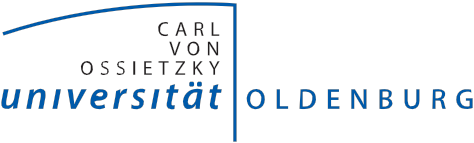 CARL
VON
OSSIETZKY
universität OLDENBURG